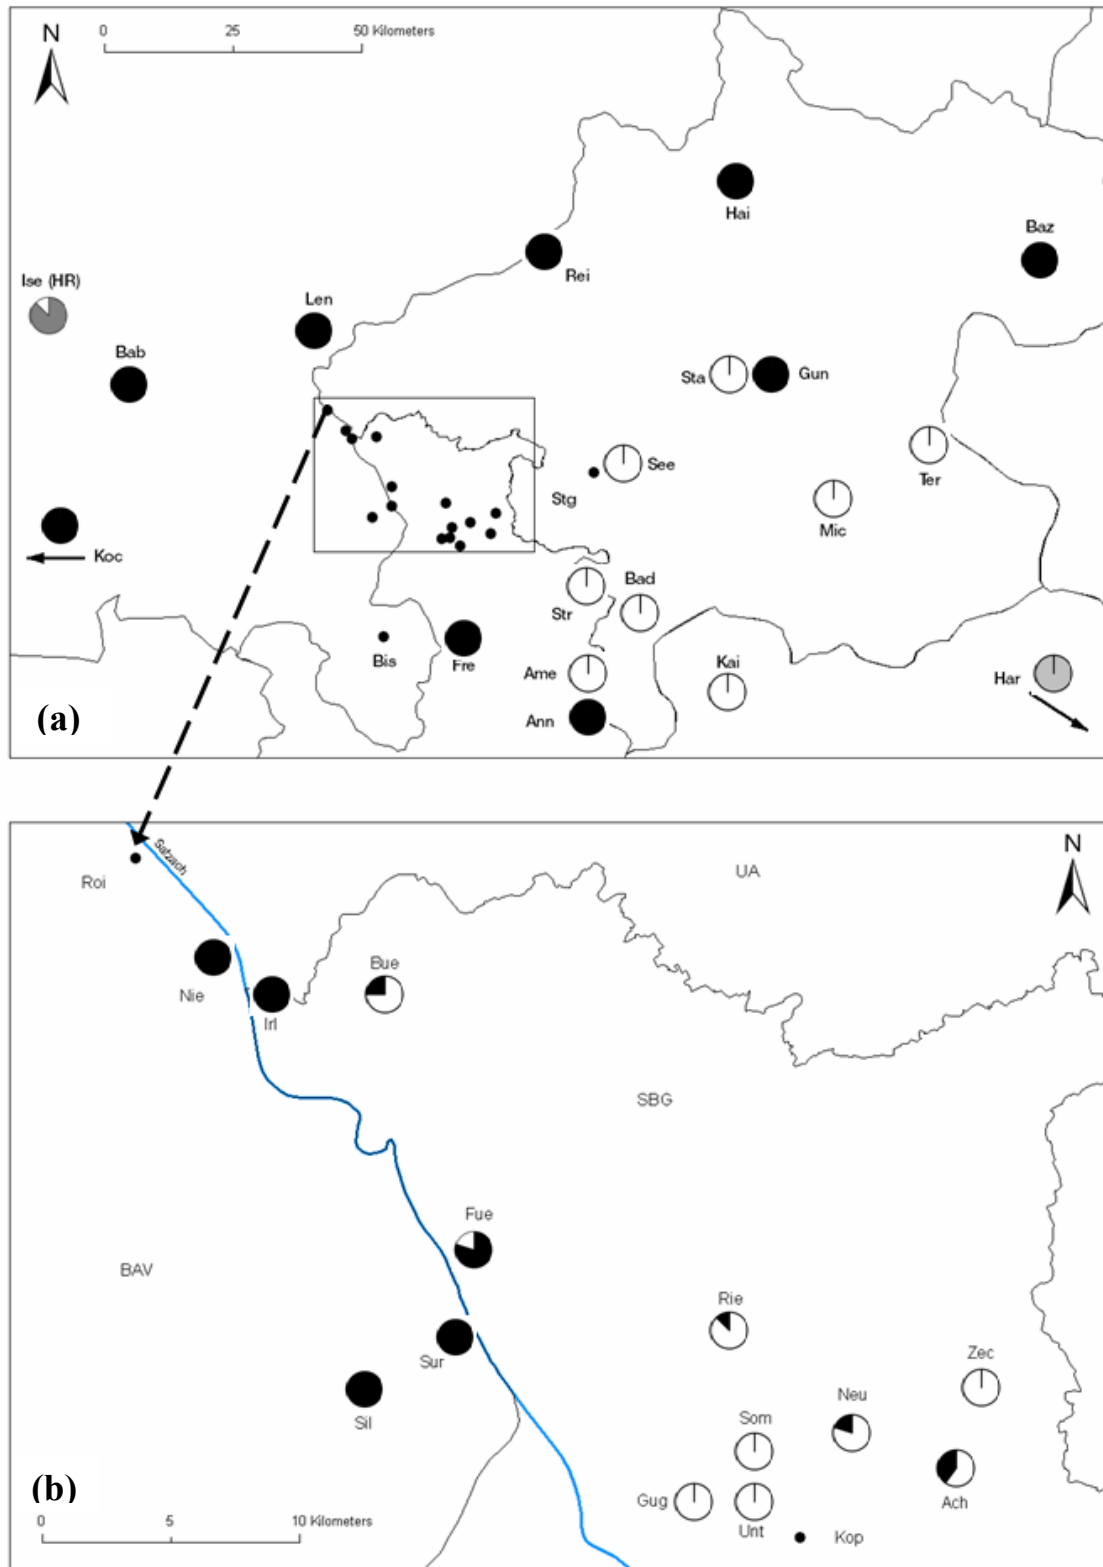 N
0 25 50 Kilometers
Hai
Baz
Rei
Ise (HR)
Len
Bab
Sta Gun
See
Ter
Stg
Mic
Koc
Bad
Str
Bis
Fre
Ame
Kai
Har
Ann
(a)
N
Salzach
UA
Roi
Bue
Nie
Irl
SBG
Fue
BAV
Rie
Sur
Zec
Neu
Sil
Som
Gug
Ach
Unt
Kop
(b)
0 5 10 Kilometers